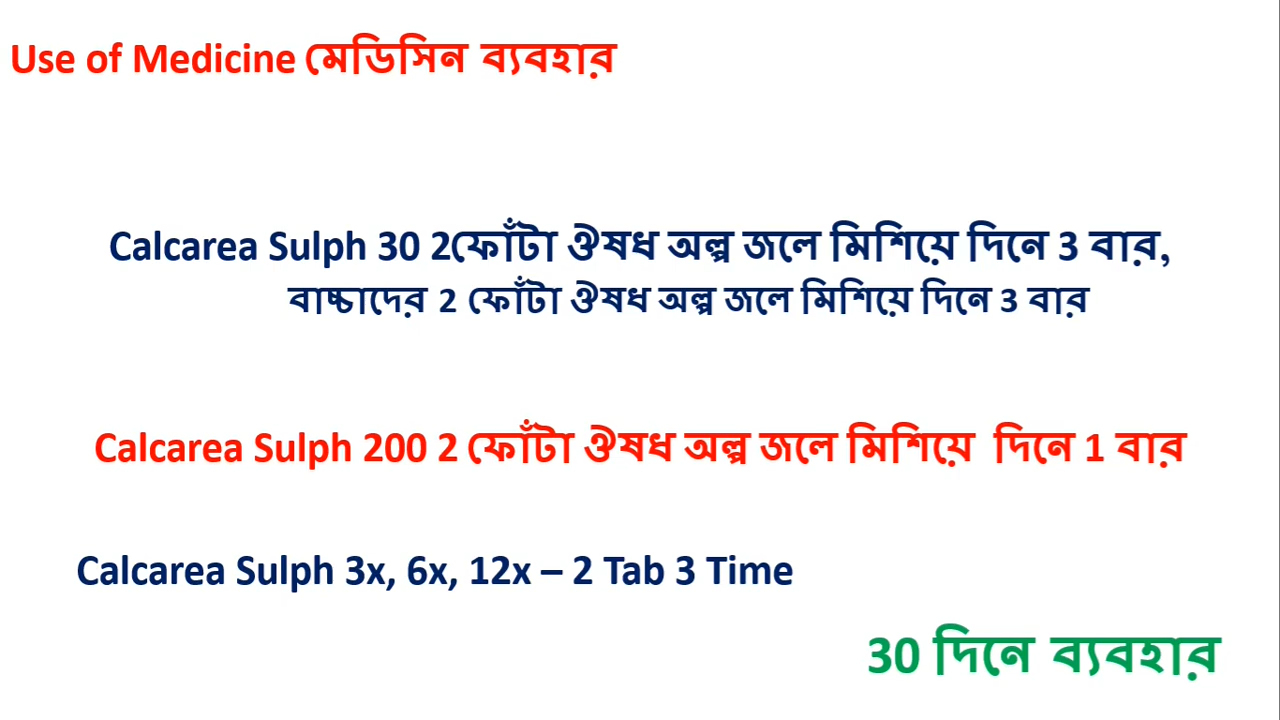 Use of Medicine মেডিসিন ব্যবহার
Calcarea Sulph 30 2ফোঁটা ঔষধ অল্প জলে মিশিয়ে দিনে 3 বার,
বাচ্চাদের 2 ফোঁটা ঔষধ অল্প জলে মিশিয়ে দিনে 3 বার
Calcarea Sulph 200 2 ফোঁটা ঔষধ অল্প জলে মিশিয়ে দিনে 1 বার
Calcarea Sulph 3x, 6x, 12x – 2 Tab 3 Time
30 দিনে ব্যবহার